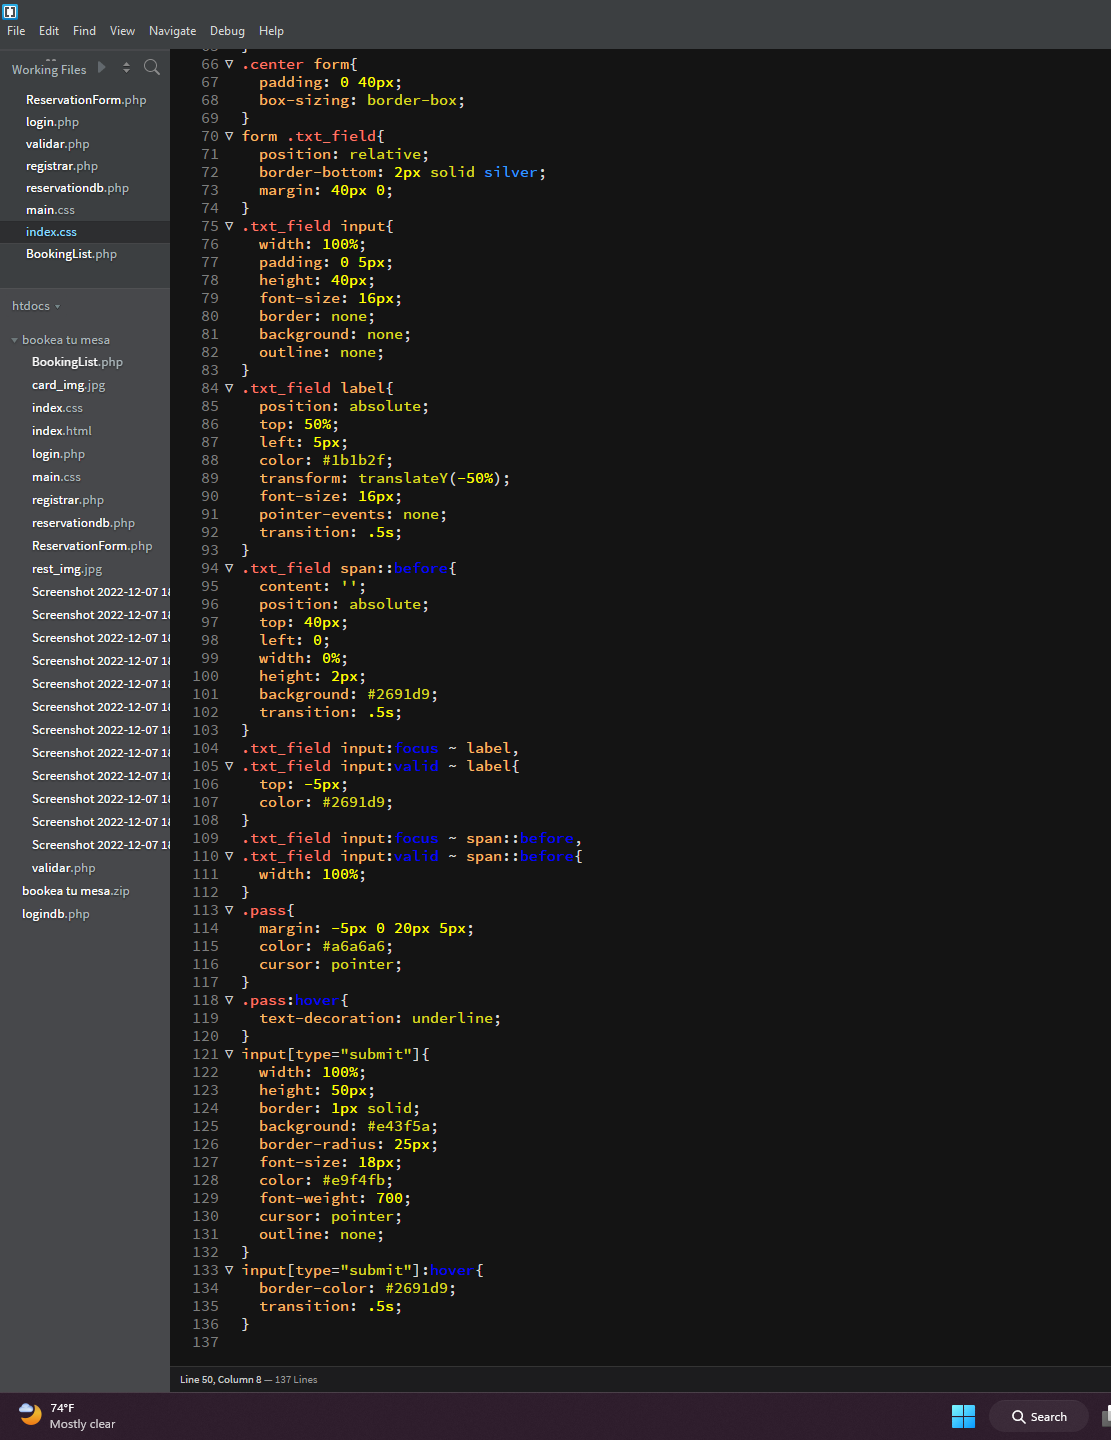 File Edit Find View Navigate Debug Help
Working Files
ReservationForm.php
login.php
validar.php
registrar.php
reservationdb.php
main.css
index.css
BookingList.php
htdocs
bookea tu mesa
BookingList.php
card_img.jpg
index.css
index.html
login.php
main.css
registrar.php
reservationdb.php
ReservationForm.php
rest_img.jpg
Screenshot 2022-12-07 18
Screenshot 2022-12-07 18
Screenshot 2022-12-07 18
Screenshot 2022-12-07 18
Screenshot 2022-12-07 18
Screenshot 2022-12-07 18
Screenshot 2022-12-07 18
Screenshot 2022-12-07 18
Screenshot 2022-12-07 18
Screenshot 2022-12-07 18
Screenshot 2022-12-07 18
Screenshot 2022-12-07 18
validar.php
bookea tu mesa.zip
logindb.php
66 .center form{
67 padding: 0 40px;
68 box-sizing: border-box;
69 }
70 form .txt_field{
71 position: relative;
72 border-bottom: 2px solid silver;
73 margin: 40px 0;
74 }
75 .txt_field input{
76 width: 100%;
77 padding: 0 5px;
78 height: 40px;
79 font-size: 16px;
80 border: none;
81 background: none;
82 outline: none;
83 }
84 .txt_field label{
85 position: absolute;
86 top: 50%;
87 left: 5px;
88 color: #1b1b2f;
89 transform: translateY(-50%);
90 font-size: 16px;
91 pointer-events: none;
92 transition: .5s;
93 }
94 .txt_field span::before{
95 content: '';
96 position: absolute;
97 top: 40px;
98 left: 0;
99 width: 0%;
100 height: 2px;
101 background: #2691d9;
102 transition: .5s;
103 }
104 .txt_field input:focus ~ label,
105 .txt_field input:valid ~ label{
106 top: -5px;
107 color: #2691d9;
108 }
109 .txt_field input:focus ~ span::before,
110 .txt_field input:valid ~ span::before{
111 width: 100%;
112 }
113 .pass{
114 margin: -5px 0 20px 5px;
115 color: #a6a6a6;
116 cursor: pointer;
117 }
118 .pass:hover{
119 text-decoration: underline;
120 }
121 input[type="submit"]{
122 width: 100%;
123 height: 50px;
124 border: 1px solid;
125 background: #e43f5a;
126 border-radius: 25px;
127 font-size: 18px;
128 color: #e9f4fb;
129 font-weight: 700;
130 cursor: pointer;
131 outline: none;
132 }
133 input[type="submit"]:hover{
134 border-color: #2691d9;
135 transition: .5s;
136 }
137
Line 50, Column 8 — 137 Lines
74°F
Mostly clear
Search